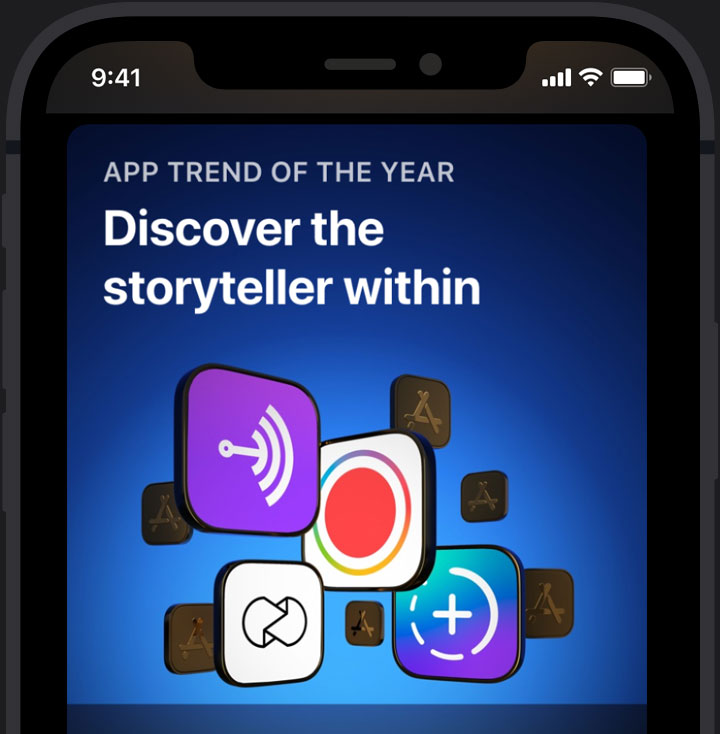 9:41
APP TREND OF THE YEAR
Discover the
storyteller within